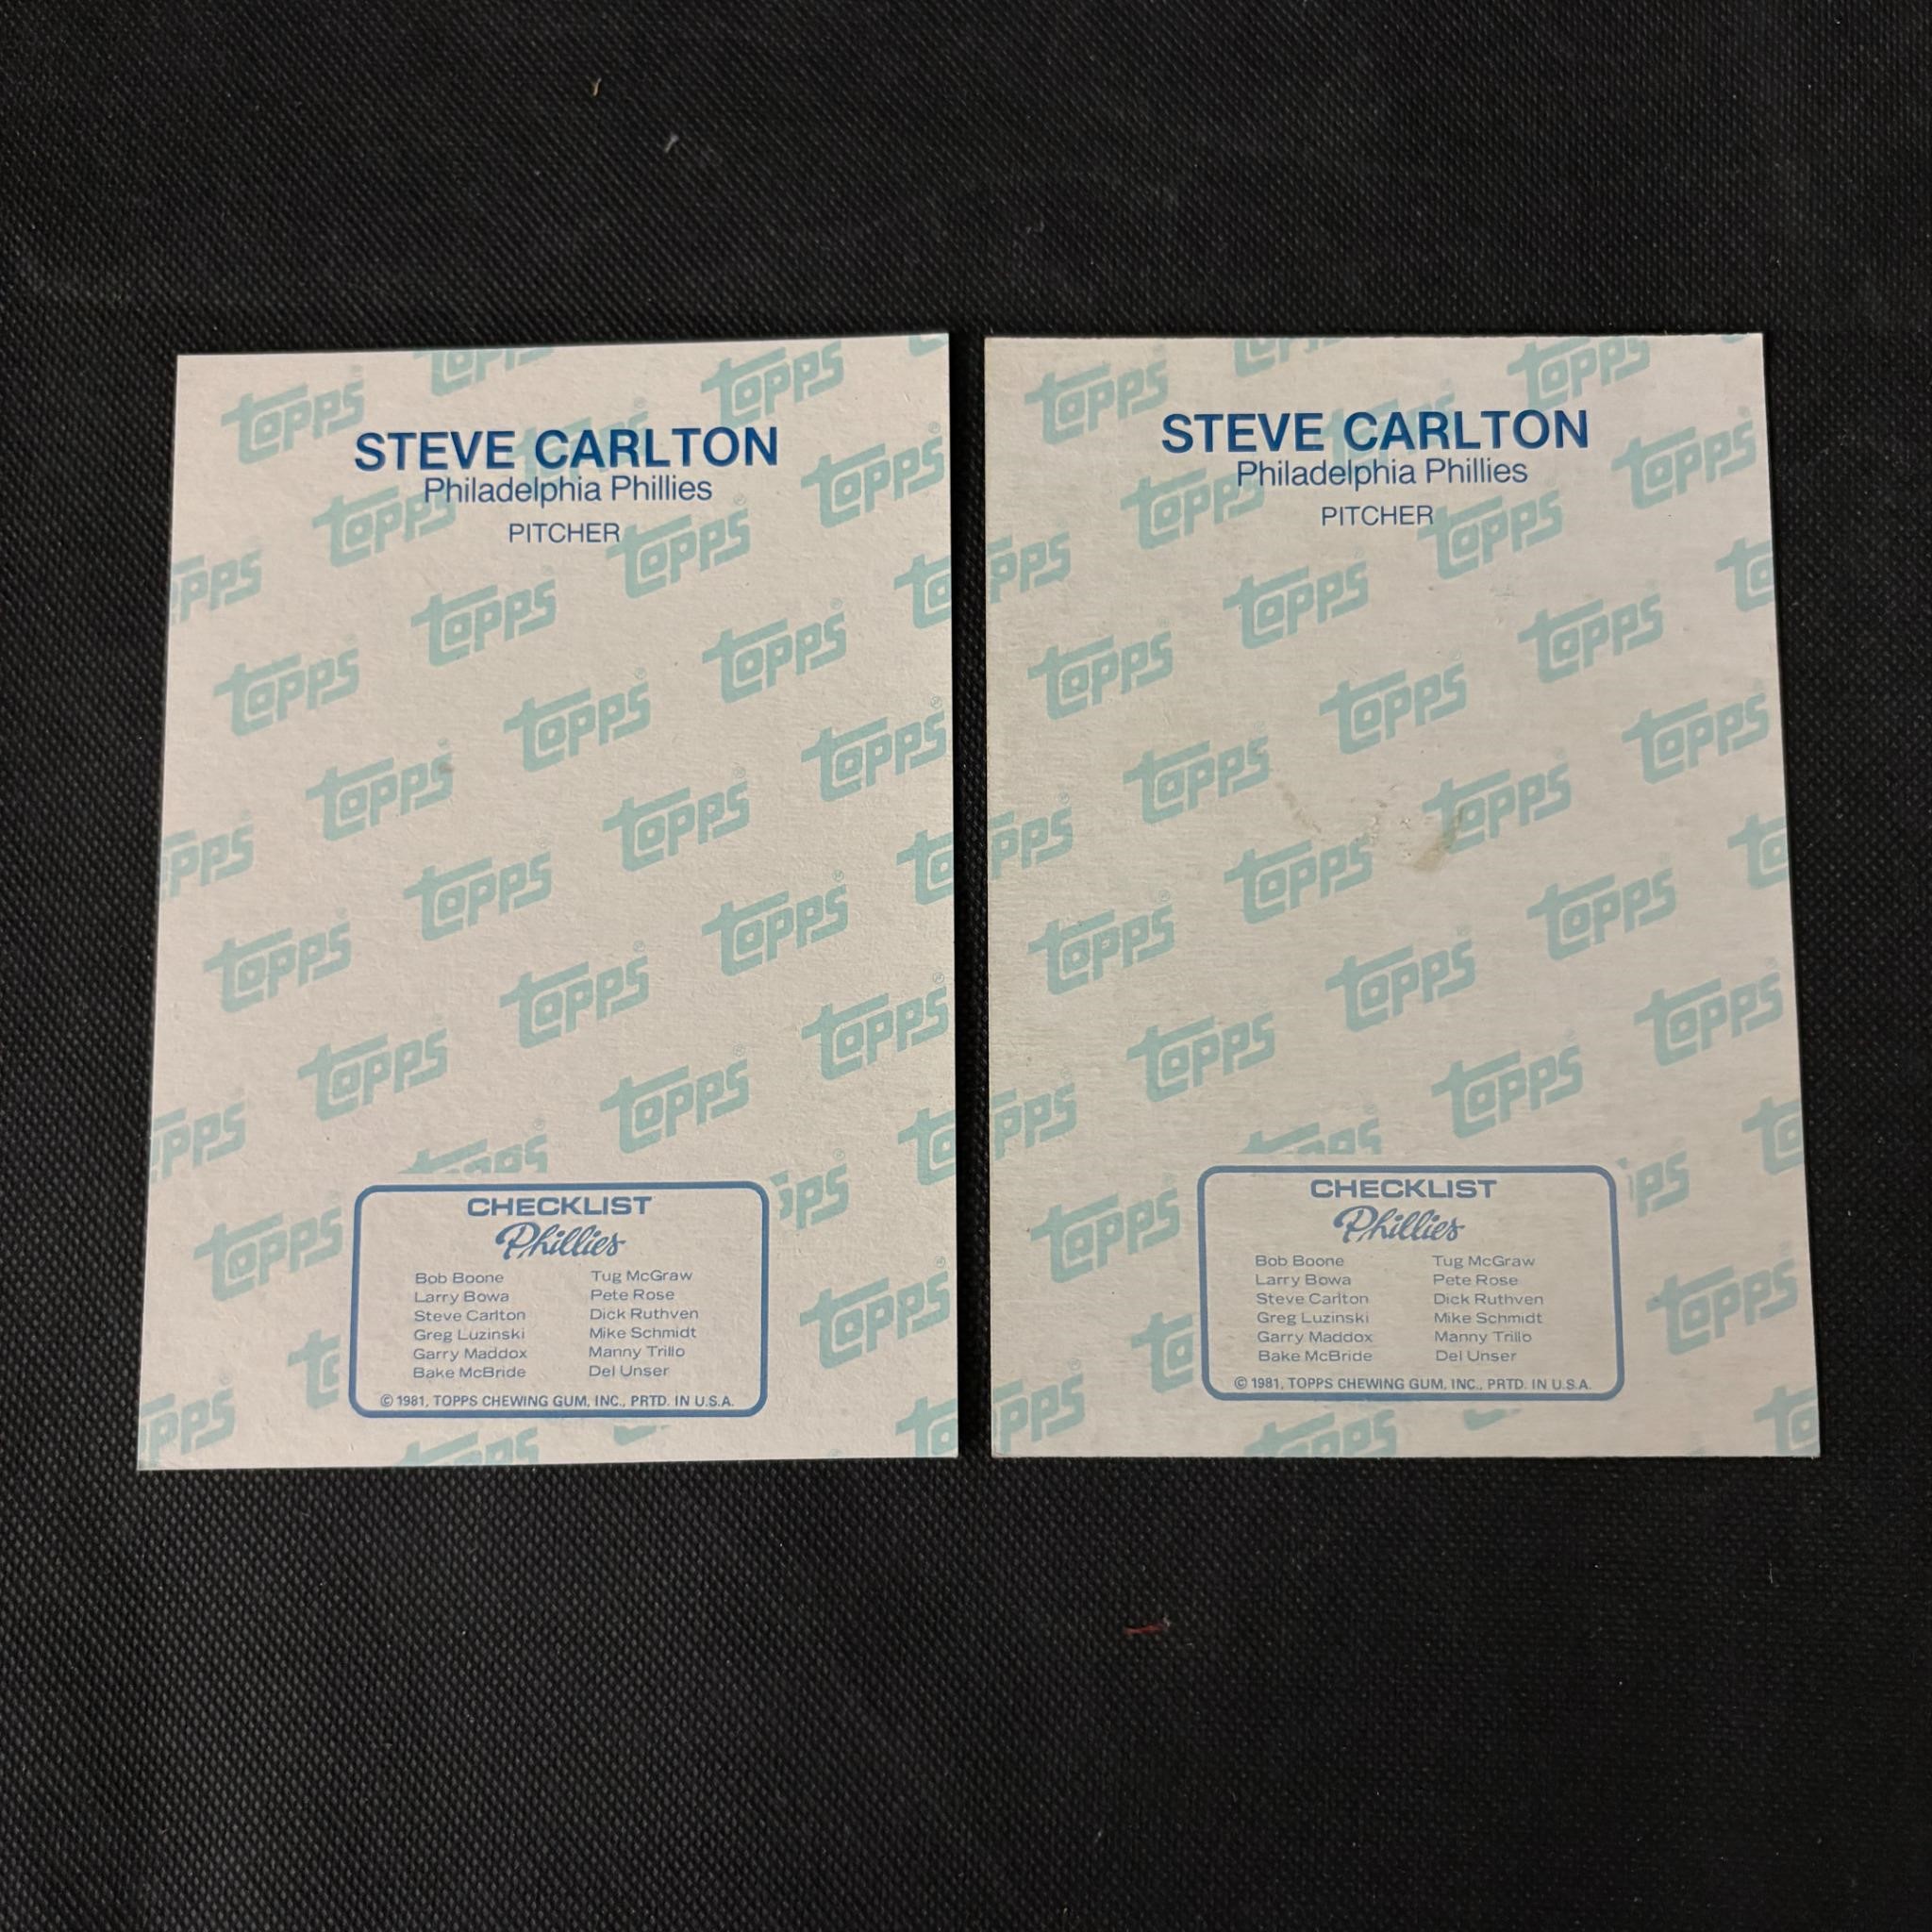 STEVE CARLTON
Philadelphia Phillies
PITCHER
topps
CHECKLIST
Phillies
Bob Boone
Larry Bowa
Steve Carlton
Greg Luzinski
Garry Maddox
Bake McBride
Tug McGraw
Pete Rose
Dick Ruthven
Mike Schmidt
Manny Trillo
Del Unser
© 1981, TOPPS CHEWING GUM, INC., PRTD. IN U.S.A.
STEVE CARLTON
Philadelphia Phillies
PITCHER
topps
CHECKLIST
Phillies
Bob Boone
Larry Bowa
Steve Carlton
Greg Luzinski
Garry Maddox
Bake McBride
Tug McGraw
Pete Rose
Dick Ruthven
Mike Schmidt
Manny Trillo
Del Unser
© 1981, TOPPS CHEWING GUM, INC., PRTD. IN U.S.A.